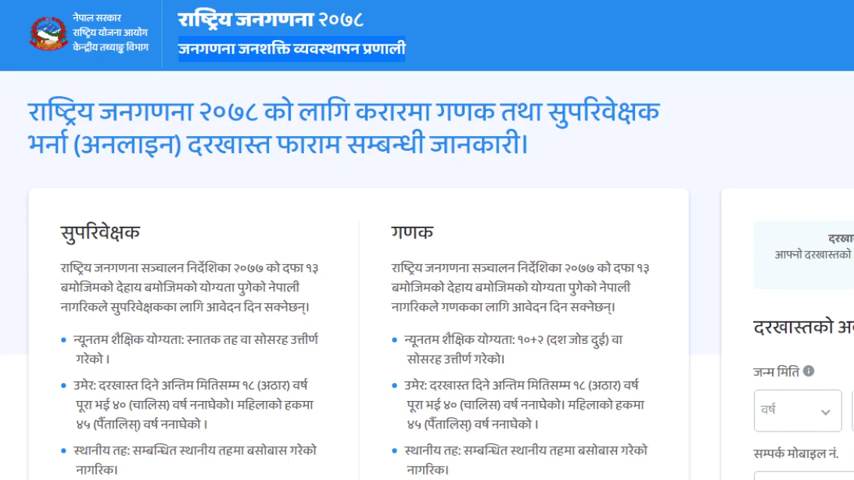 नेपाल सरकार
राष्ट्रिय योजना आयोग
केन्द्रीय तथ्याङ्क विभाग
राष्ट्रिय जनगणना २०७८
जनगणना जनशक्ति व्यवस्थापन प्रणाली
राष्ट्रिय जनगणना २०७८ को लागि करारमा गणक तथा सुपरिवेक्षक
भर्ना (अनलाइन) दरखास्त फाराम सम्बन्धी जानकारी।
सुपरिवेक्षक
राष्ट्रिय जनगणना सञ्चालन निर्देशिका २०७७ को दफा १३
बमोजिमको देहाय बमोजिमको योग्यता पुगेको नेपाली
नागरिकले सुपरिवेक्षकका लागि आवेदन दिन सक्नेछन्।
न्यूनतम शैक्षिक योग्यता: स्नातक तह वा सोसरह उत्तीर्ण
गरेको ।
उमेर: दरखास्त दिने अन्तिम मितिसम्म १८ (अठार) वर्ष
पूरा भई ४० (चालिस) वर्ष ननाघेको। महिलाको हकमा
४५ (पैँतालिस) वर्ष ननाघेको ।
स्थानीय तह: सम्बन्धित स्थानीय तहमा बसोबास गरेको
नागरिक।
गणक
राष्ट्रिय जनगणना सञ्चालन निर्देशिका २०७७ को दफा १३
बमोजिमको देहाय बमोजिमको योग्यता पुगेको नेपाली
नागरिकले गणकका लागि आवेदन दिन सक्नेछन्।
न्यूनतम शैक्षिक योग्यता: १०+२ (दश जोड दुई) वा
सोसरह उत्तीर्ण गरेको।
उमेर: दरखास्त दिने अन्तिम मितिसम्म १८ (अठार) वर्ष
पूरा भई ४० (चालिस) वर्ष ननाघेको। महिलाको हकमा
४५ (पैँतालिस) वर्ष ननाघेको ।
स्थानीय तह: सम्बन्धित स्थानीय तहमा बसोबास गरेको
नागरिक।
आफ्नो दरखास्तको
दरखास्तको
जन्म मिति
वर्ष
सम्पर्क मोबाइल नं.